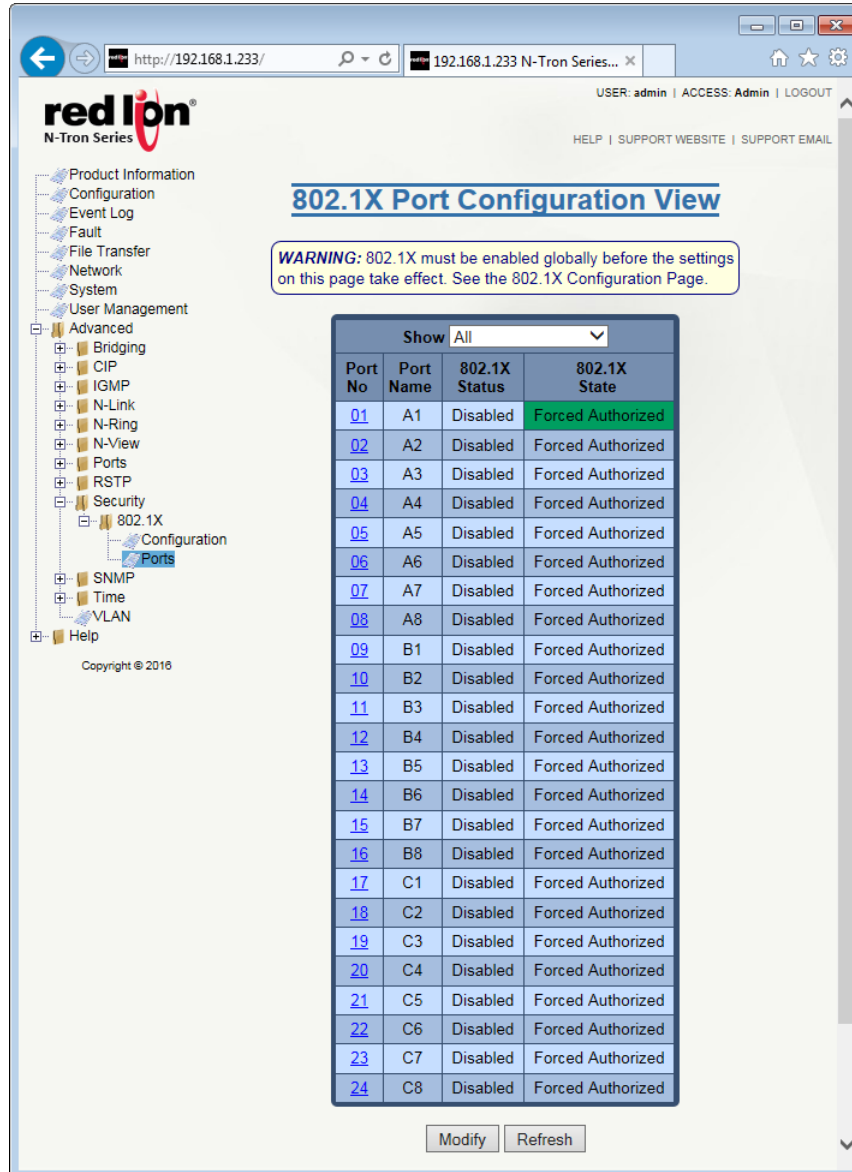 http://192.168.1.233/
192.168.1.233 N-Tron Series...
USER: admin | ACCESS: Admin | LOGOUT
red lion®
N-Tron Series
HELP | SUPPORT WEBSITE | SUPPORT EMAIL
Product Information
Configuration
Event Log
Fault
File Transfer
Network
System
User Management
Advanced
Bridging
CIP
IGMP
N-Link
N-Ring
N-View
Ports
RSTP
Security
802.1X
Configuration
Ports
SNMP
Time
VLAN
Help
Copyright © 2016
802.1X Port Configuration View
WARNING: 802.1X must be enabled globally before the settings
on this page take effect. See the 802.1X Configuration Page.
Show All
Port No Port Name 802.1X Status 802.1X State
01 A1 Disabled Forced Authorized
02 A2 Disabled Forced Authorized
03 A3 Disabled Forced Authorized
04 A4 Disabled Forced Authorized
05 A5 Disabled Forced Authorized
06 A6 Disabled Forced Authorized
07 A7 Disabled Forced Authorized
08 A8 Disabled Forced Authorized
09 B1 Disabled Forced Authorized
10 B2 Disabled Forced Authorized
11 B3 Disabled Forced Authorized
12 B4 Disabled Forced Authorized
13 B5 Disabled Forced Authorized
14 B6 Disabled Forced Authorized
15 B7 Disabled Forced Authorized
16 B8 Disabled Forced Authorized
17 C1 Disabled Forced Authorized
18 C2 Disabled Forced Authorized
19 C3 Disabled Forced Authorized
20 C4 Disabled Forced Authorized
21 C5 Disabled Forced Authorized
22 C6 Disabled Forced Authorized
23 C7 Disabled Forced Authorized
24 C8 Disabled Forced Authorized
Modify Refresh